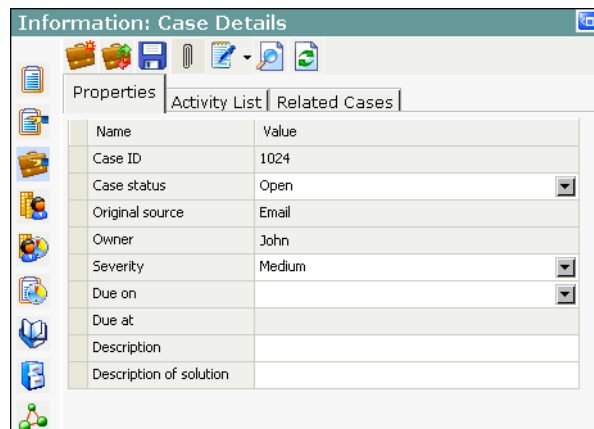 Information: Case Details
Properties Activity List Related Cases
Name Value
Case ID 1024
Case status Open
Original source Email
Owner John
Severity Medium
Due on
Due at
Description
Description of solution